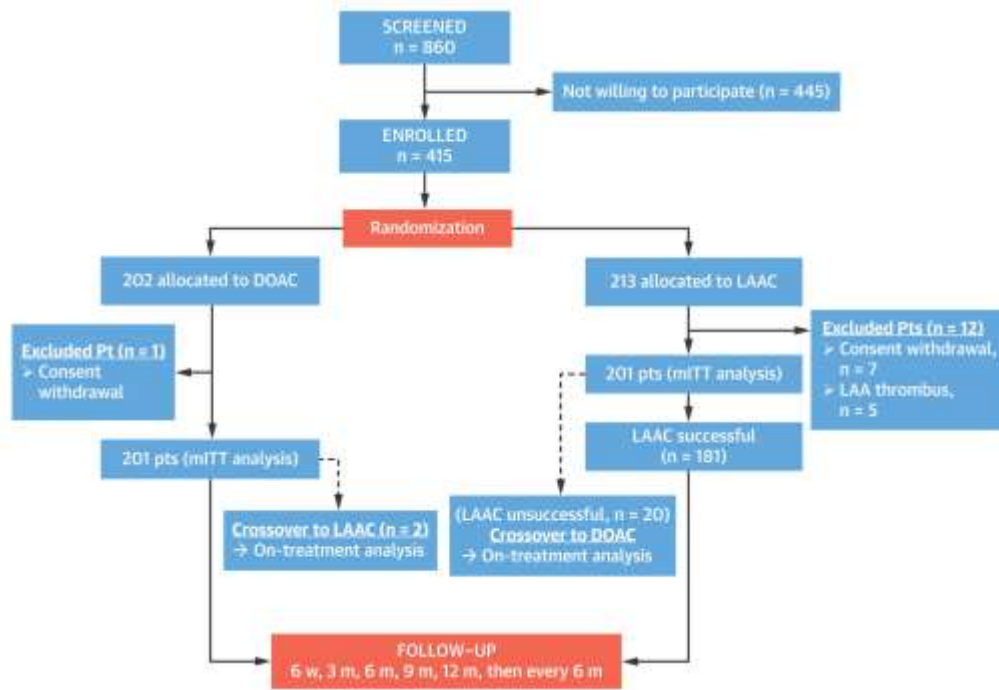 SCREENED
n = 860
Not willing to participate (n = 445)
ENROLLED
n = 415
Randomization
202 allocated to DOAC
213 allocated to LAAC
Excluded Pt (n = 1)
➢ Consent
withdrawal
Excluded Pts (n = 12)
➢ Consent withdrawal,
n = 7
➢ LAA thrombus,
n = 5
201 pts (mITT analysis)
LAAC successful
(n = 181)
201 pts (mITT analysis)
Crossover to LAAC (n = 2)
→ On-treatment analysis
(LAAC unsuccessful, n = 20)
Crossover to DOAC
→ On-treatment analysis
FOLLOW-UP
6 w, 3 m, 6 m, 9 m, 12 m, then every 6 m